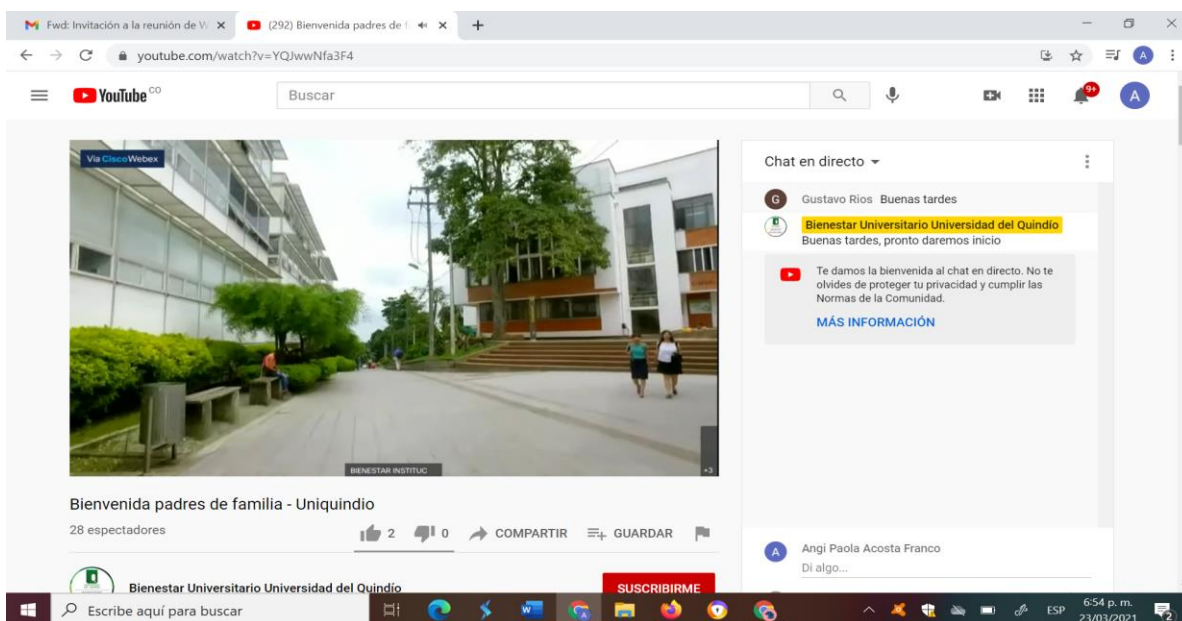 Fwd: Invitación a la reunión de W
(292) Bienvenida padres de f
youtube.com/watch?v=YQJwwNfa3F4
YouTube CO
Buscar
9+
A
Via Cisco Webex
BIENESTAR INSTITUC
+3
Bienvenida padres de familia - Uniquindio
28 espectadores
2
0
COMPARTIR
GUARDAR
Bienestar Universitario Universidad del Quindío
SUSCRIBIRME
Chat en directo
G
Gustavo Rios Buenas tardes
Bienestar Universitario Universidad del Quindío
Buenas tardes, pronto daremos inicio
Te damos la bienvenida al chat en directo. No te
olvides de proteger tu privacidad y cumplir las
Normas de la Comunidad.
MÁS INFORMACIÓN
A
Angi Paola Acosta Franco
Di algo...
Escribe aquí para buscar
ESP
6:54 p. m.
23/03/2021
2